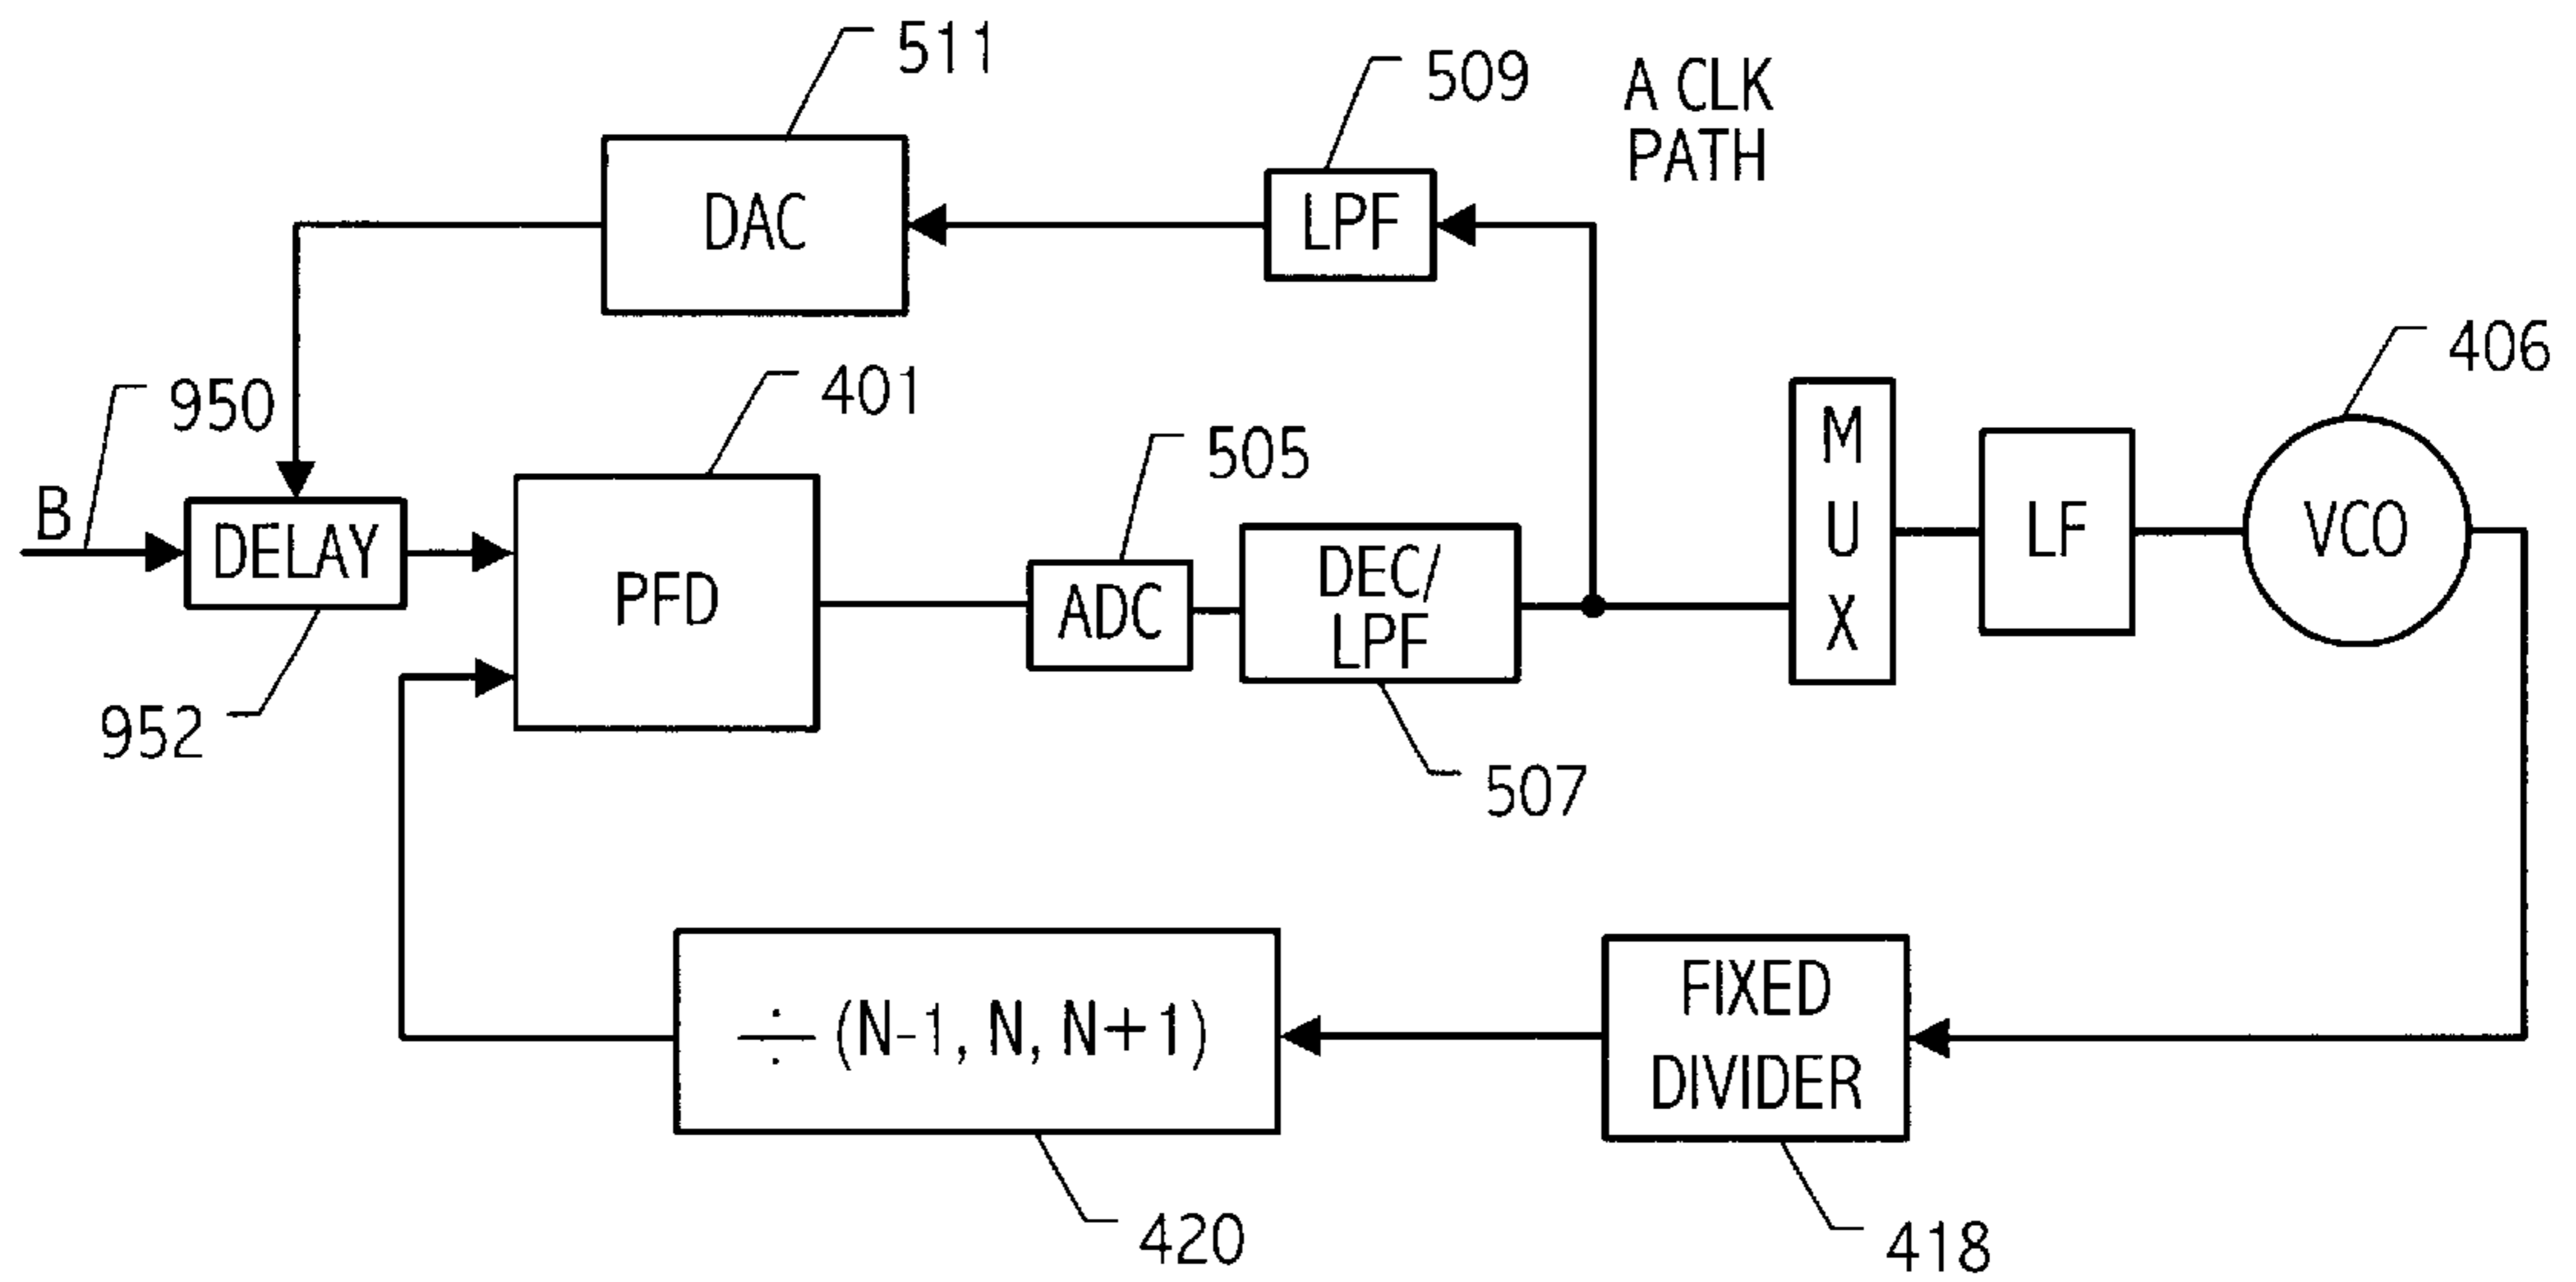 511
509
A CLK
PATH
DAC
LPF
406
950
401
505
M
U
X
B
DELAY
PFD
ADC
DEC/
LPF
LF
VCO
952
507
÷ (N-1, N, N+1)
FIXED
DIVIDER
420
418